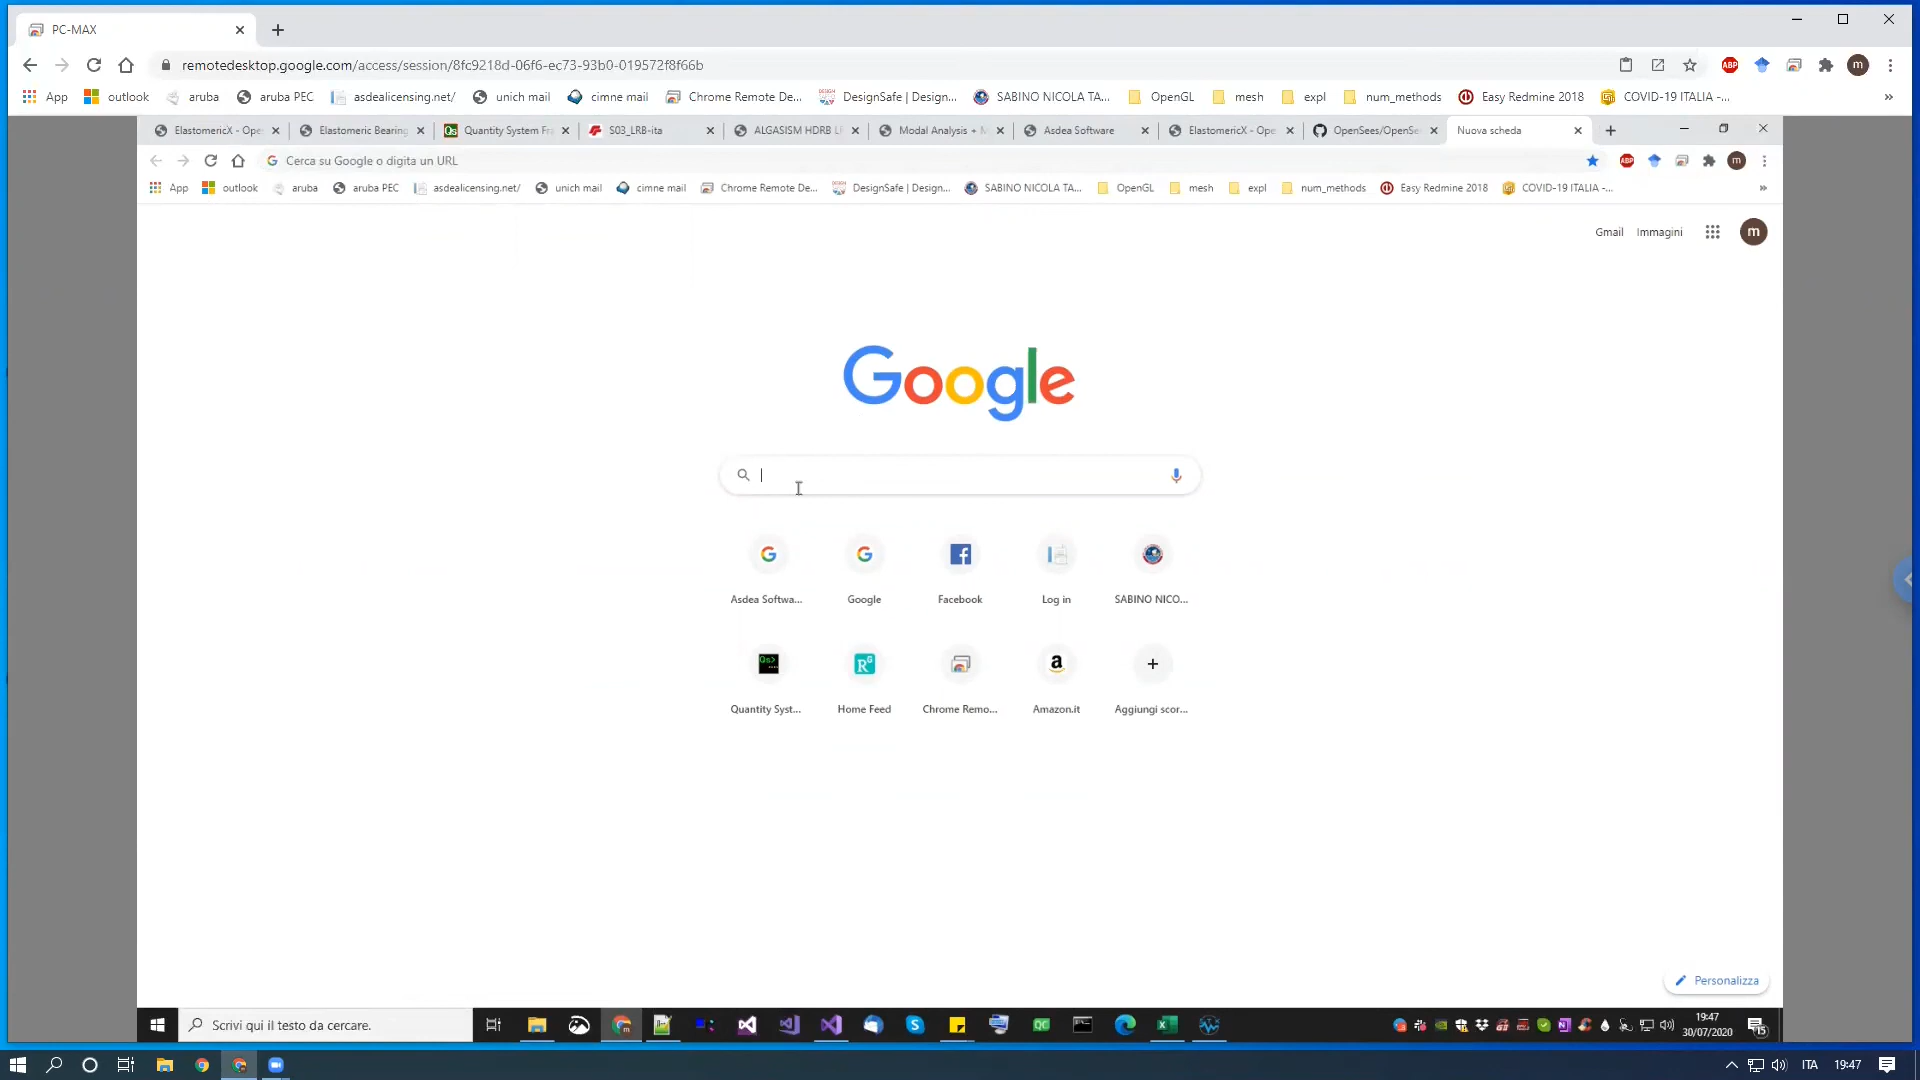 PC-MAX
remotedesktop.google.com/access/session/8fc9218d-06f6-ec73-93b0-019572f8f66b
ABP m
App outlook aruba aruba PEC asdealicensing.net/ unich mail cimne mail Chrome Remote De... DesignSafe | Design... SABINO NICOLA TA... OpenGL mesh expl num_methods Easy Redmine 2018 COVID-19 ITALIA -... »
ElastomericX - Ope Elastomeric Bearing Quantity System Fr S03_LRB-ita ALGASISM HDRB L Modal Analysis + M Asdea Software ElastomericX - Ope OpenSees/OpenSe Nuova scheda
Cerca su Google o digita un URL
ABP m
App outlook aruba aruba PEC asdealicensing.net/ unich mail cimne mail Chrome Remote De... DesignSafe | Design... SABINO NICOLA TA... OpenGL mesh expl num_methods Easy Redmine 2018 COVID-19 ITALIA -... »
Gmail Immagini m
Google
Asdea Softwa... Google Facebook Log in SABINO NICO...
Quantity Syst... Home Feed Chrome Remo... Amazon.it Aggiungi scor...
Personalizza
Scrivi qui il testo da cercare.
19:47
30/07/2020
15
ITA 19:47